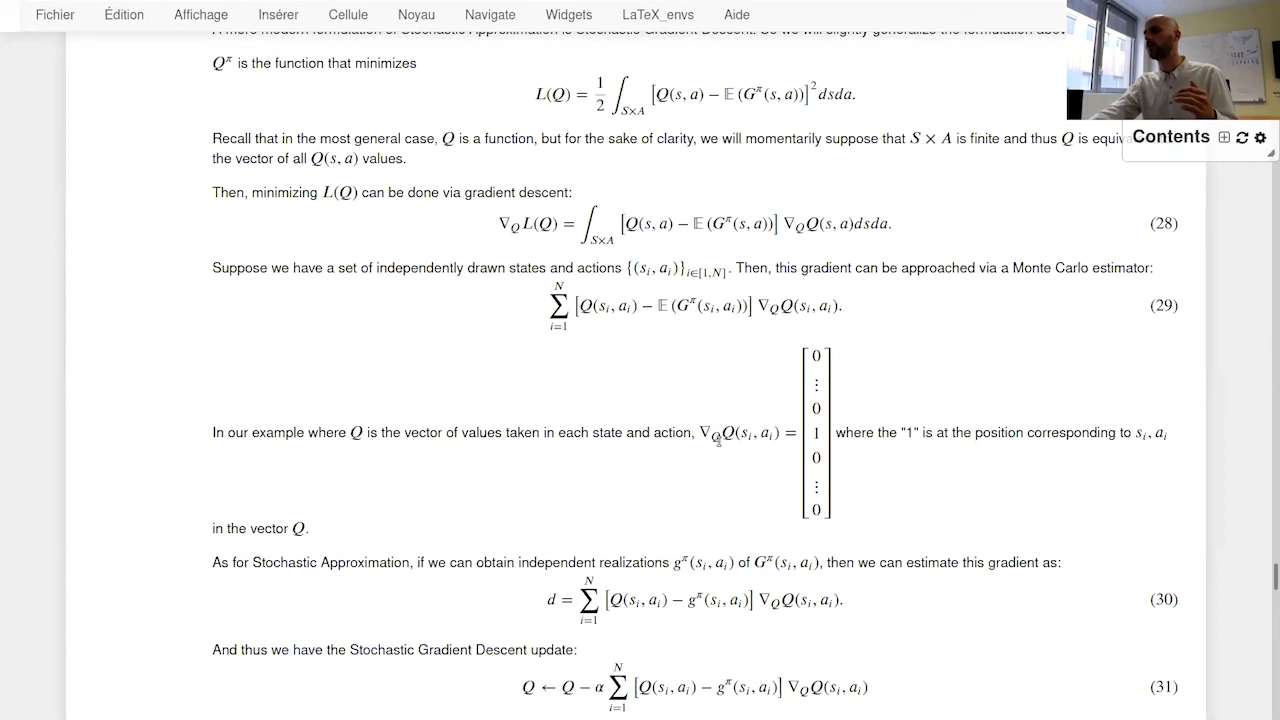 Fichier Édition Affichage Insérer Cellule Noyau Navigate Widgets LaTeX_envs Aide
Contents
Q^π is the function that minimizes
L(Q) = 1/2 ∫_{S×A} [Q(s, a) − 𝔼 (G^π(s, a))]^2 dsda.
Recall that in the most general case, Q is a function, but for the sake of clarity, we will momentarily suppose that S × A is finite and thus Q is equiv
the vector of all Q(s, a) values.
Then, minimizing L(Q) can be done via gradient descent:
∇_Q L(Q) = ∫_{S×A} [Q(s, a) − 𝔼 (G^π(s, a))] ∇_Q Q(s, a)dsda. (28)
Suppose we have a set of independently drawn states and actions {(s_i, a_i)}_{i∈[1,N]}. Then, this gradient can be approached via a Monte Carlo estimator:
∑_{i=1}^{N} [Q(s_i, a_i) − 𝔼 (G^π(s_i, a_i))] ∇_Q Q(s_i, a_i). (29)
In our example where Q is the vector of values taken in each state and action, ∇_Q Q(s_i, a_i) = [0 ⋮ 0 1 0 ⋮ 0] where the "1" is at the position corresponding to s_i, a_i
in the vector Q.
As for Stochastic Approximation, if we can obtain independent realizations g^π(s_i, a_i) of G^π(s_i, a_i), then we can estimate this gradient as:
d = ∑_{i=1}^{N} [Q(s_i, a_i) − g^π(s_i, a_i)] ∇_Q Q(s_i, a_i). (30)
And thus we have the Stochastic Gradient Descent update:
Q ← Q − α ∑_{i=1}^{N} [Q(s_i, a_i) − g^π(s_i, a_i)] ∇_Q Q(s_i, a_i) (31)